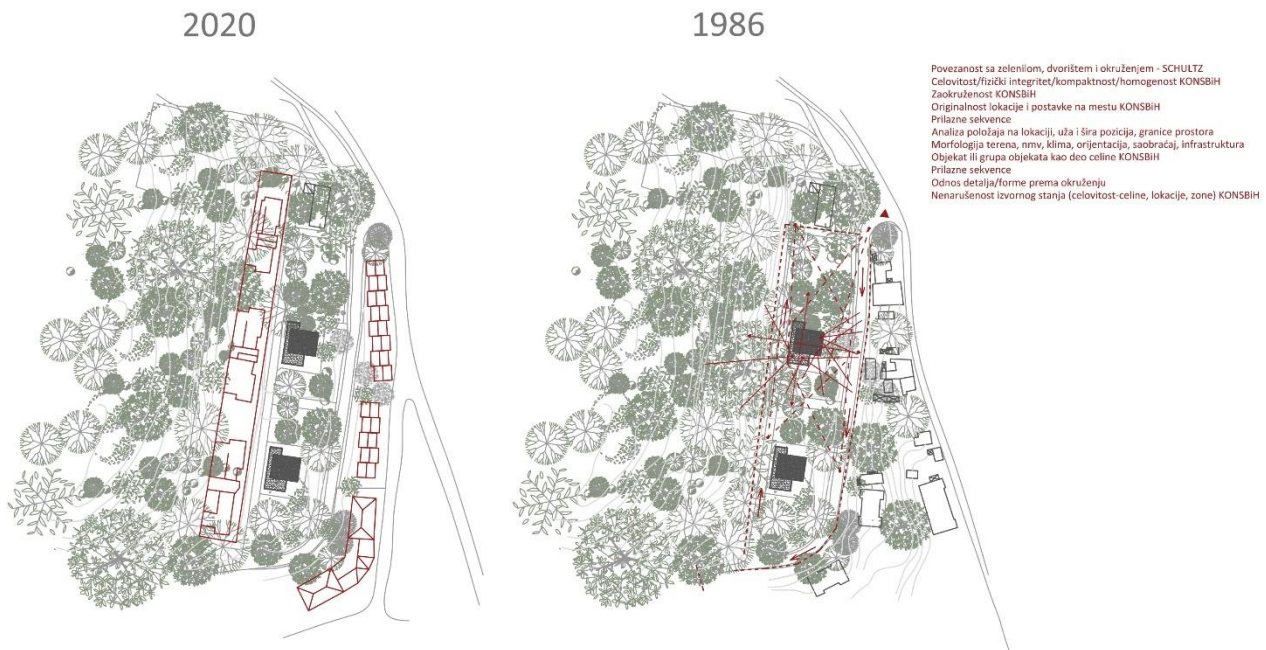 2020
1986
Povezanost sa zelenilom, dvorištem i okruženjem - SCHULTZ
Celovitost/fizički integritet/kompaktnost/homogenost KONSBiH
Zaokruženost KONSBiH
Originalnost lokacije i postavke na mestu KONSBiH
Prilazne sekvence
Analiza položaja na lokaciji, uža i šira pozicija, granice prostora
Morfologija terena, nmv, klima, orijentacija, saobraćaj, infrastruktura
Objekat ili grupa objekata kao deo celine KONSBiH
Prilazne sekvence
Odnos detalja/forme prema okruženju
Nenarušenost izvornog stanja (celovitost-celine, lokacije, zone) KONSBiH